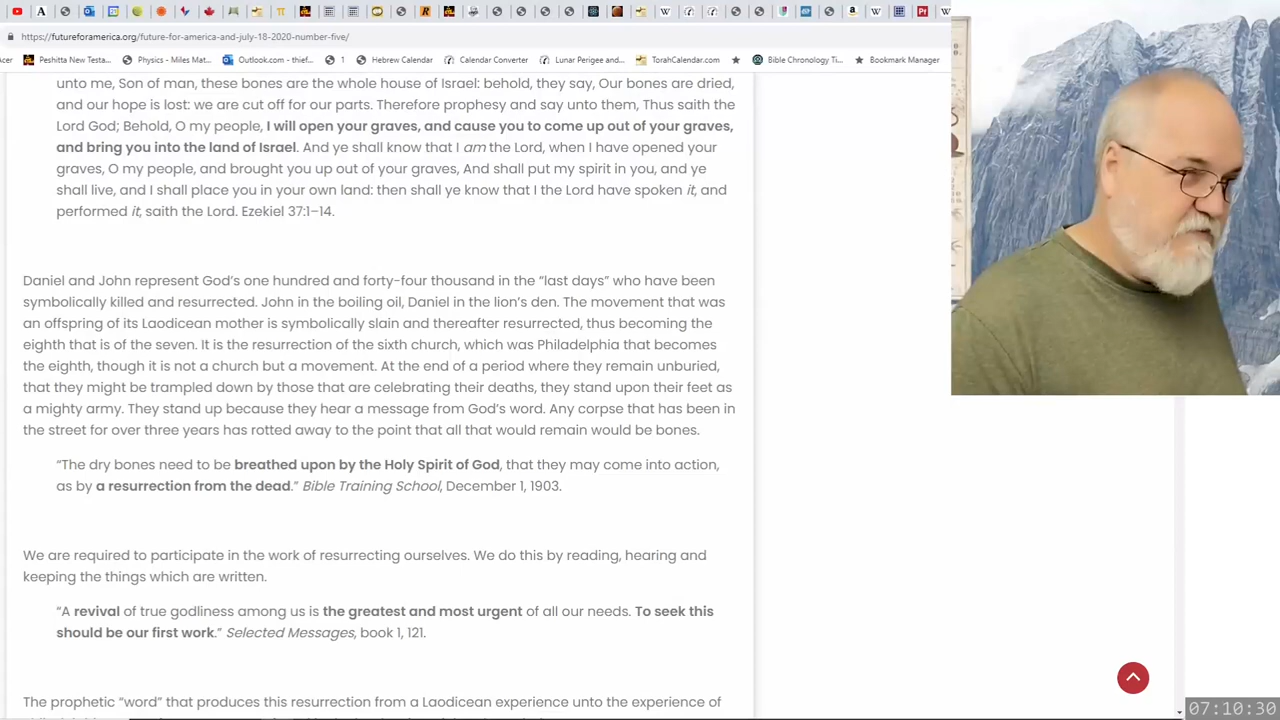 https://futureforamerica.org/future-for-america-and-july-18-2020-number-five/
Peshitta New Testa...
Physics - Miles Mat...
Outlook.com - thief...
1
Hebrew Calendar
Calendar Converter
Lunar Perigee and...
TorahCalendar.com
Bible Chronology Ti...
Bookmark Manager
unto me, Son of man, these bones are the whole house of Israel: behold, they say, Our bones are dried,
and our hope is lost: we are cut off for our parts. Therefore prophesy and say unto them, Thus saith the
Lord God; Behold, O my people, I will open your graves, and cause you to come up out of your graves,
and bring you into the land of Israel. And ye shall know that I am the Lord, when I have opened your
graves, O my people, and brought you up out of your graves, And shall put my spirit in you, and ye
shall live, and I shall place you in your own land: then shall ye know that I the Lord have spoken it, and
performed it, saith the Lord. Ezekiel 37:1–14.
Daniel and John represent God's one hundred and forty-four thousand in the “last days” who have been
symbolically killed and resurrected. John in the boiling oil, Daniel in the lion's den. The movement that was
an offspring of its Laodicean mother is symbolically slain and thereafter resurrected, thus becoming the
eighth that is of the seven. It is the resurrection of the sixth church, which was Philadelphia that becomes
the eighth, though it is not a church but a movement. At the end of a period where they remain unburied,
that they might be trampled down by those that are celebrating their deaths, they stand upon their feet as
a mighty army. They stand up because they hear a message from God's word. Any corpse that has been in
the street for over three years has rotted away to the point that all that would remain would be bones.
“The dry bones need to be breathed upon by the Holy Spirit of God, that they may come into action,
as by a resurrection from the dead.” Bible Training School, December 1, 1903.
We are required to participate in the work of resurrecting ourselves. We do this by reading, hearing and
keeping the things which are written.
“A revival of true godliness among us is the greatest and most urgent of all our needs. To seek this
should be our first work.” Selected Messages, book 1, 121.
The prophetic “word” that produces this resurrection from a Laodicean experience unto the experience of
07:10:30